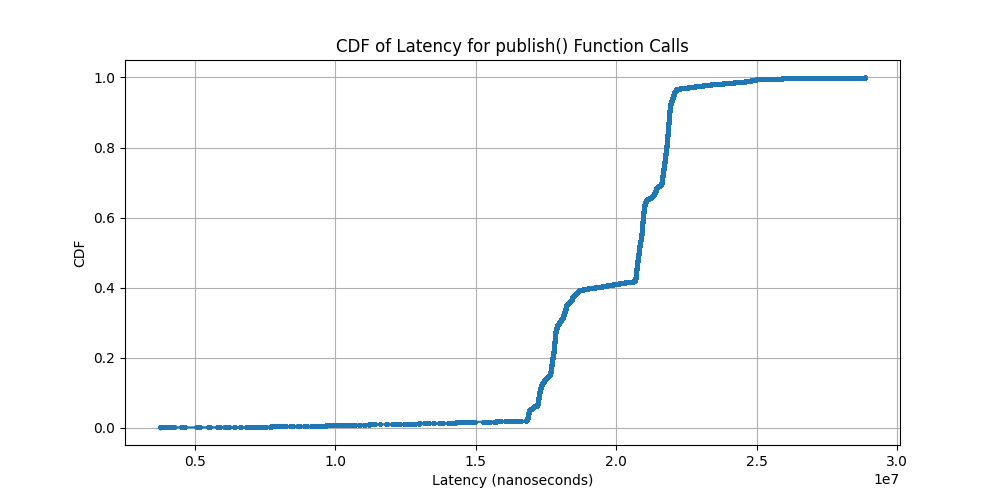 CDF of Latency for publish() Function Calls
1.0
0.8
0.6
0.4
0.2
0.0
CDF
0.5 1.0 1.5 2.0 2.5 3.0
1e7
Latency (nanoseconds)